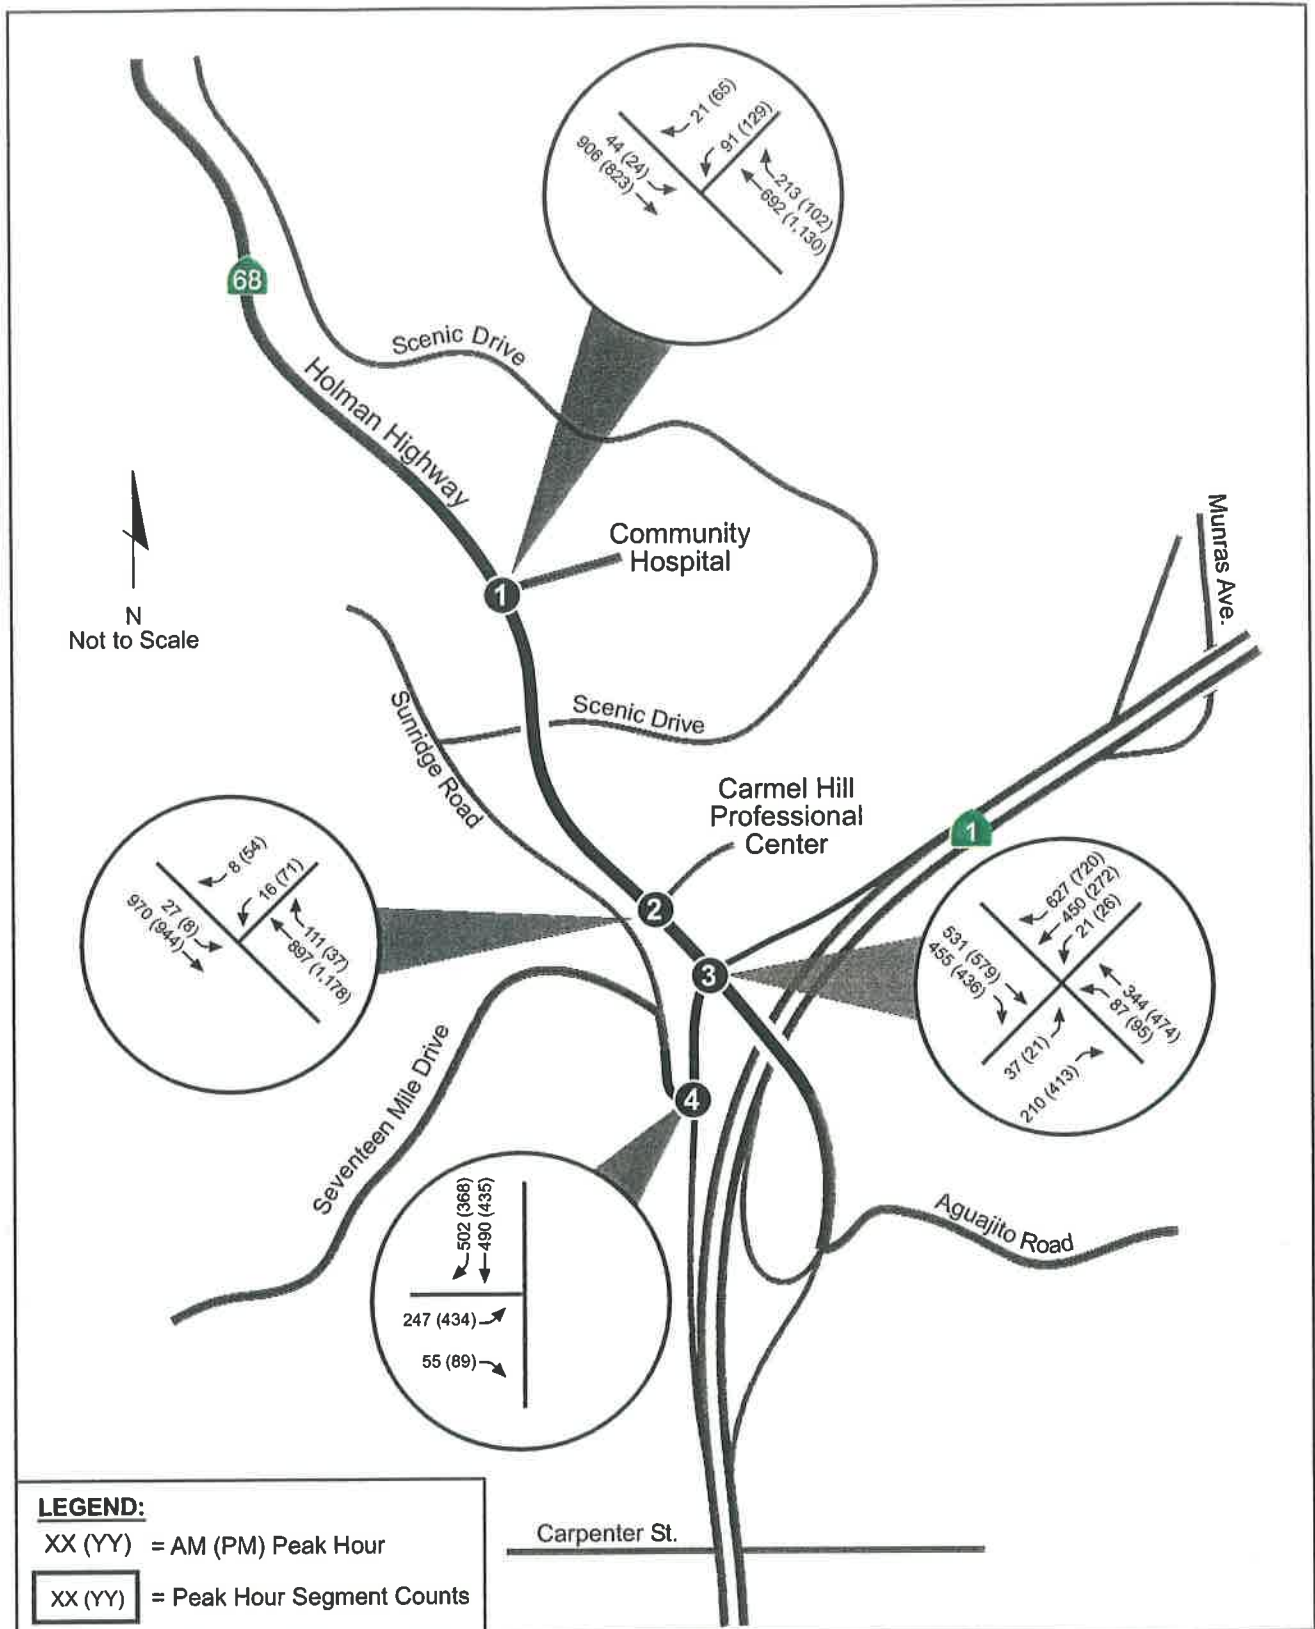 21 (65)
91 (129)
44 (24)
906 (823)
213 (102)
692 (1,130)
68
Scenic Drive
Holman Highway
Community
Hospital
1
N
Not to Scale
Munras Ave.
Sunridge Road
Scenic Drive
Carmel Hill
Professional
Center
1
8 (54)
16 (71)
27 (8)
970 (944)
111 (37)
897 (1,178)
2
3
627 (720)
450 (272)
21 (26)
531 (579)
455 (436)
344 (474)
87 (95)
37 (21)
210 (413)
Seventeen Mile Drive
4
502 (368)
490 (435)
247 (434)
55 (89)
Aguajito Road
LEGEND:
XX (YY) = AM (PM) Peak Hour
XX (YY) = Peak Hour Segment Counts
Carpenter St.